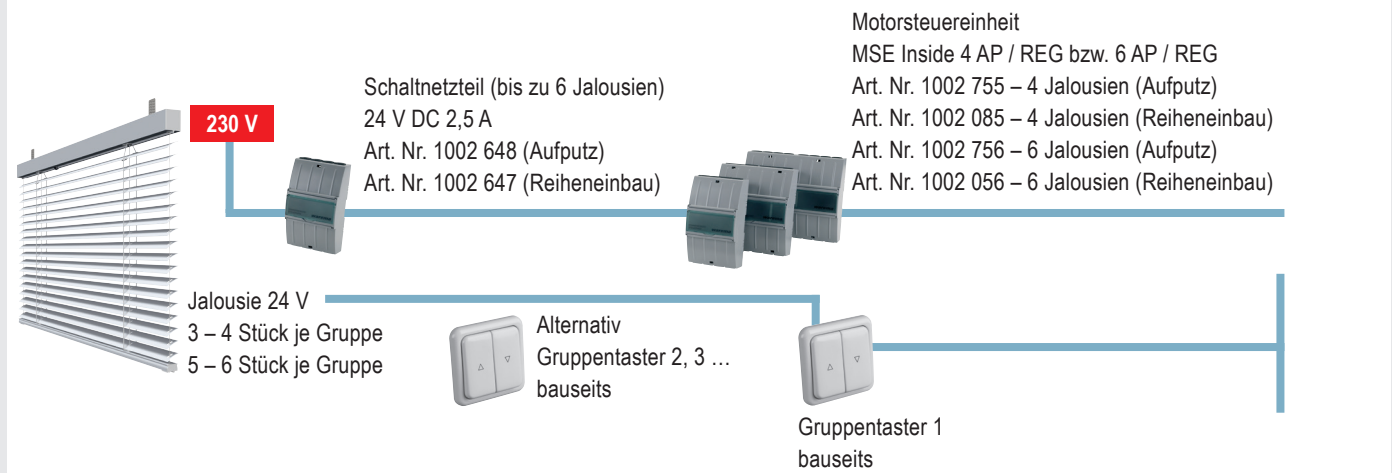 230 V
Schaltnetzteil (bis zu 6 Jalousien)
24 V DC 2,5 A
Art. Nr. 1002 648 (Aufputz)
Art. Nr. 1002 647 (Reiheneinbau)
Motorsteuereinheit
MSE Inside 4 AP / REG bzw. 6 AP / REG
Art. Nr. 1002 755 – 4 Jalousien (Aufputz)
Art. Nr. 1002 085 – 4 Jalousien (Reiheneinbau)
Art. Nr. 1002 756 – 6 Jalousien (Aufputz)
Art. Nr. 1002 056 – 6 Jalousien (Reiheneinbau)
Jalousie 24 V
3 – 4 Stück je Gruppe
5 – 6 Stück je Gruppe
Alternativ
Gruppentaster 2, 3 …
bauseits
Gruppentaster 1
bauseits